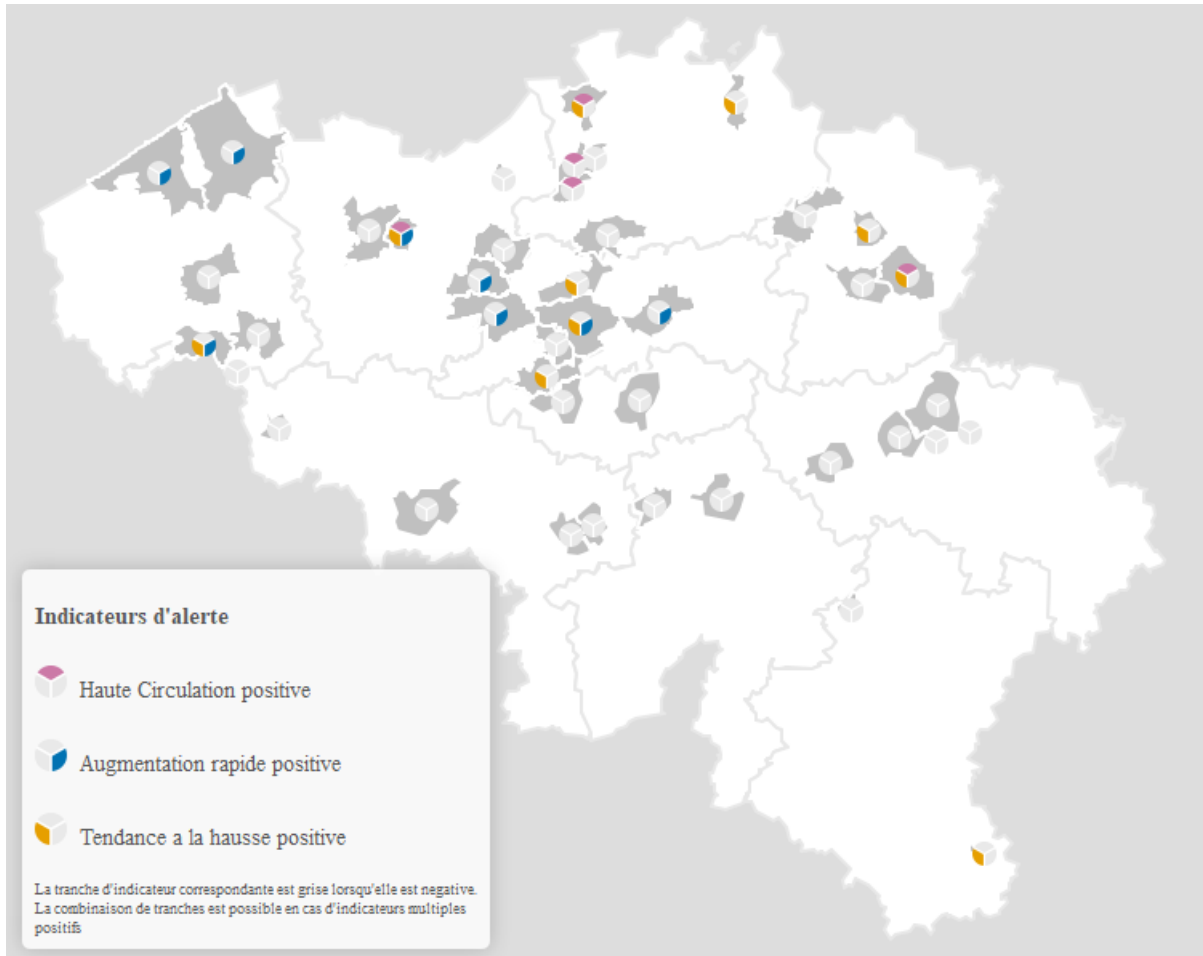 Indicateurs d'alerte
Haute Circulation positive
Augmentation rapide positive
Tendance a la hausse positive
La tranche d'indicateur correspondante est grise lorsqu'elle est negative.
La combinaison de tranches est possible en cas d'indicateurs multiples
positifs